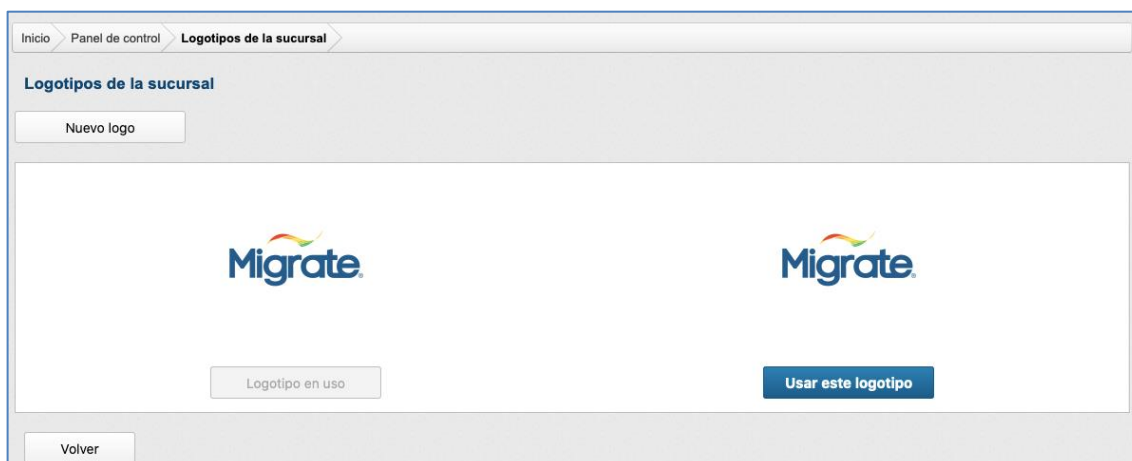 Inicio Panel de control Logotipos de la sucursal
Logotipos de la sucursal
Nuevo logo
Migrate® Migrate®
Logotipo en uso Usar este logotipo
Volver